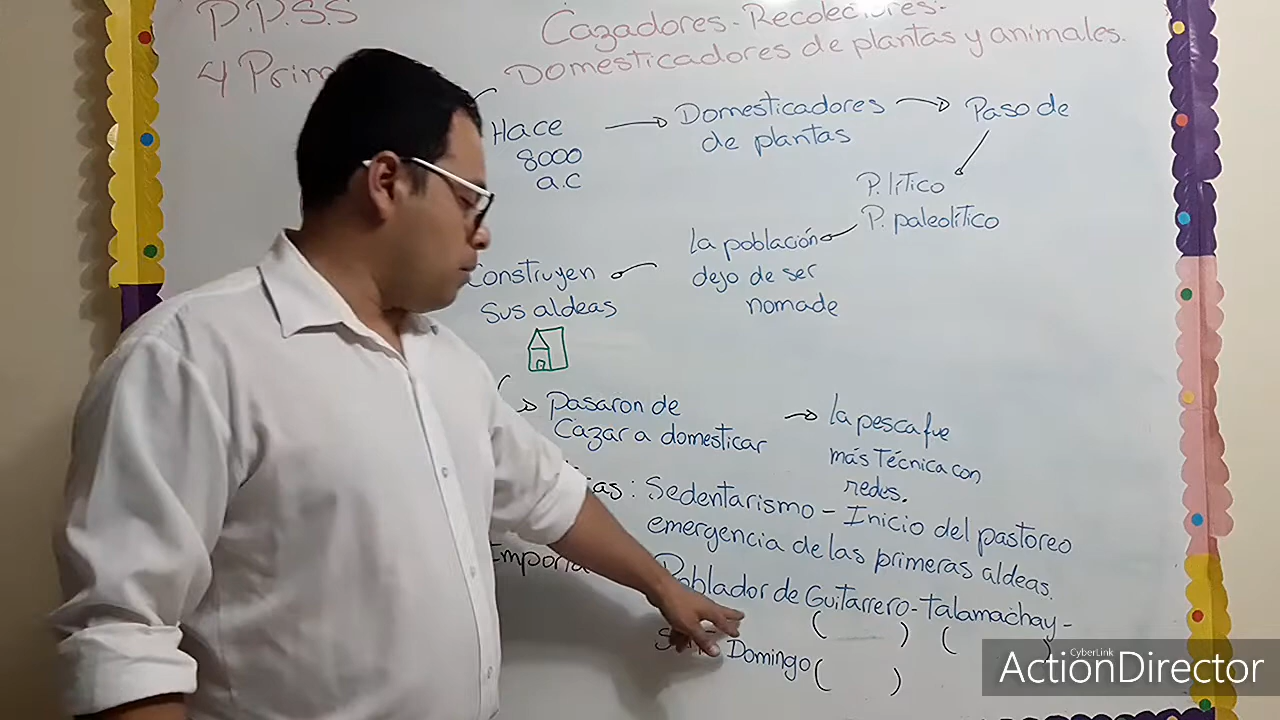 P.P.S.S
4 Prim
Cazadores-Recolectores.
Domesticadores de plantas y animales.
Hace
8000
a.c
Domesticadores
de plantas
Paso de
P. lítico
P. paleolítico
la población
dejo de ser
nomade
Construyen
sus aldeas
Pasaron de
Cazar a domesticar
la pesca fue
más Técnica con
redes.
: Sedentarismo - Inicio del pastoreo
emergencia de las primeras aldeas.
Poblador de Guitarrero-Talamachay-
( ) ( )
Domingo ( )
CyberLink
ActionDirector